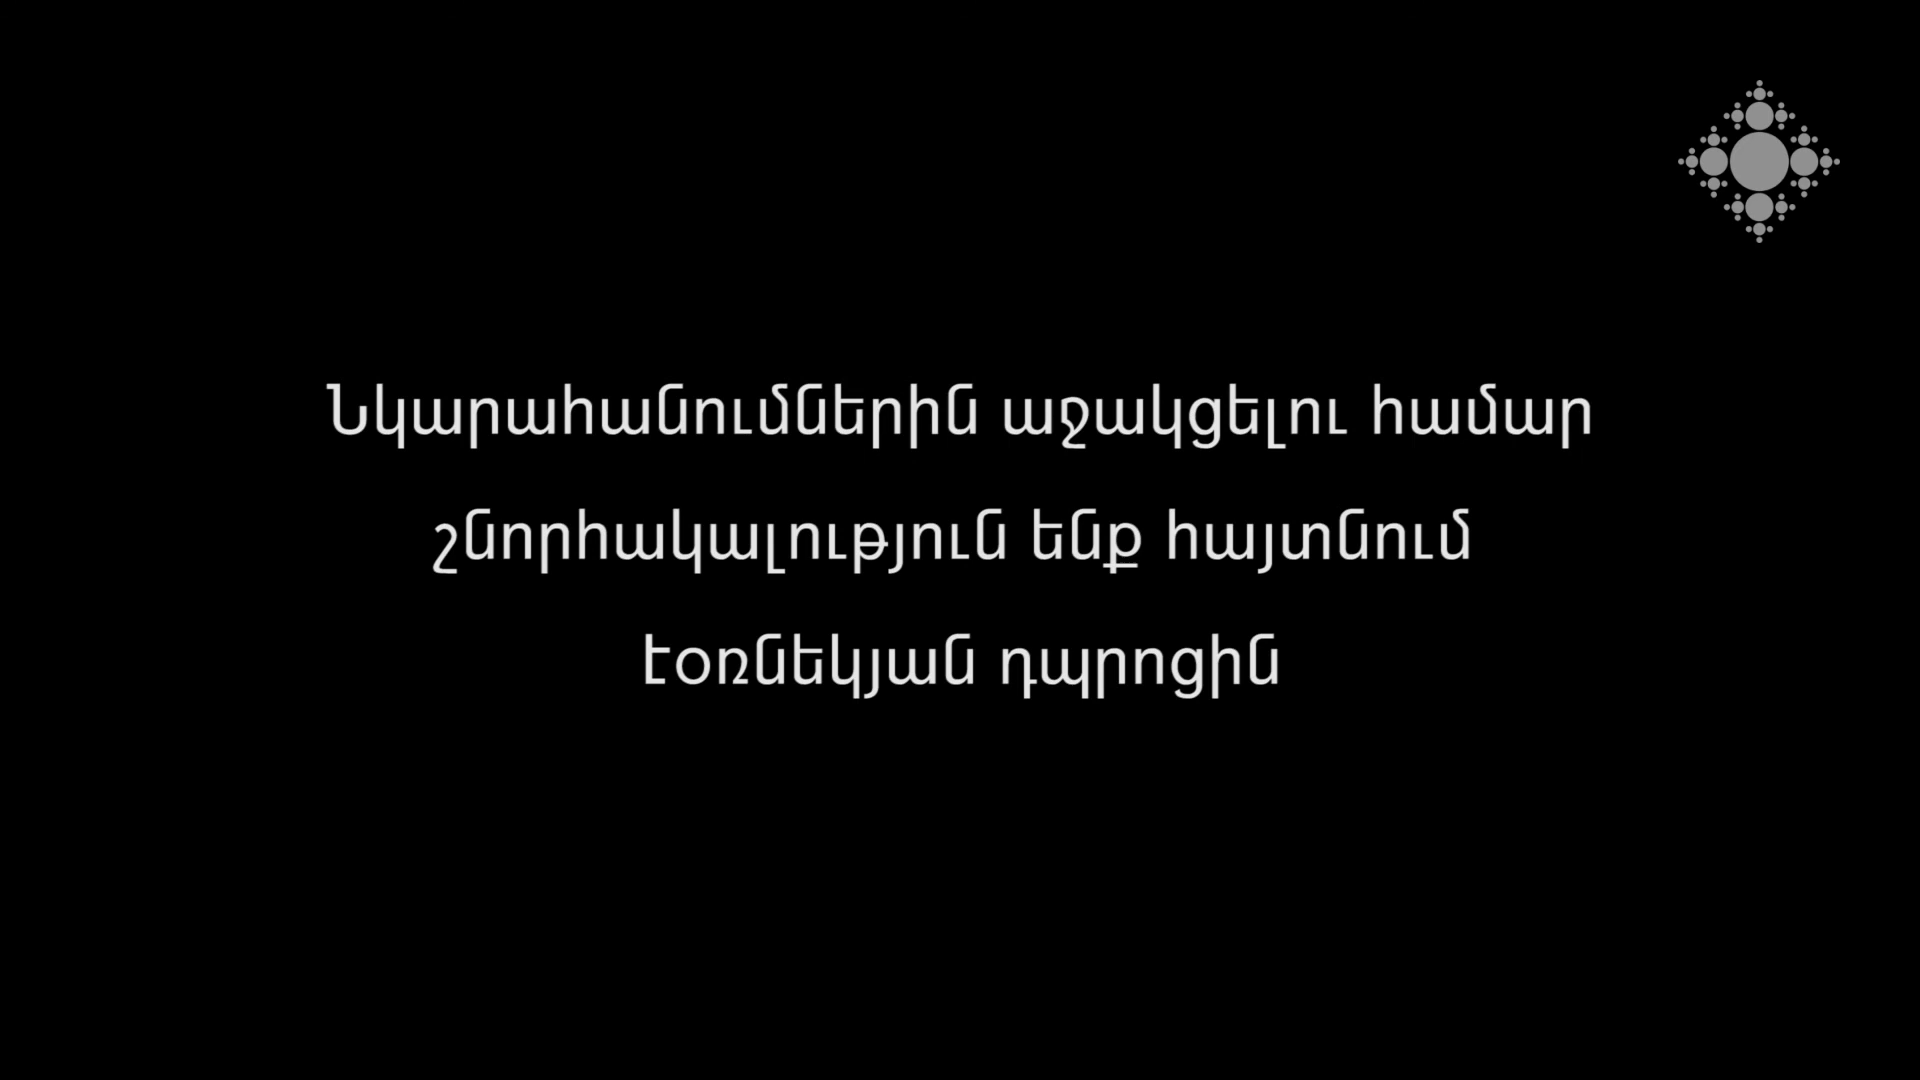 Նկարահանումներին աջակցելու համար
շնորհակալություն ենք հայտնում
էօռնեկյան դպրոցին